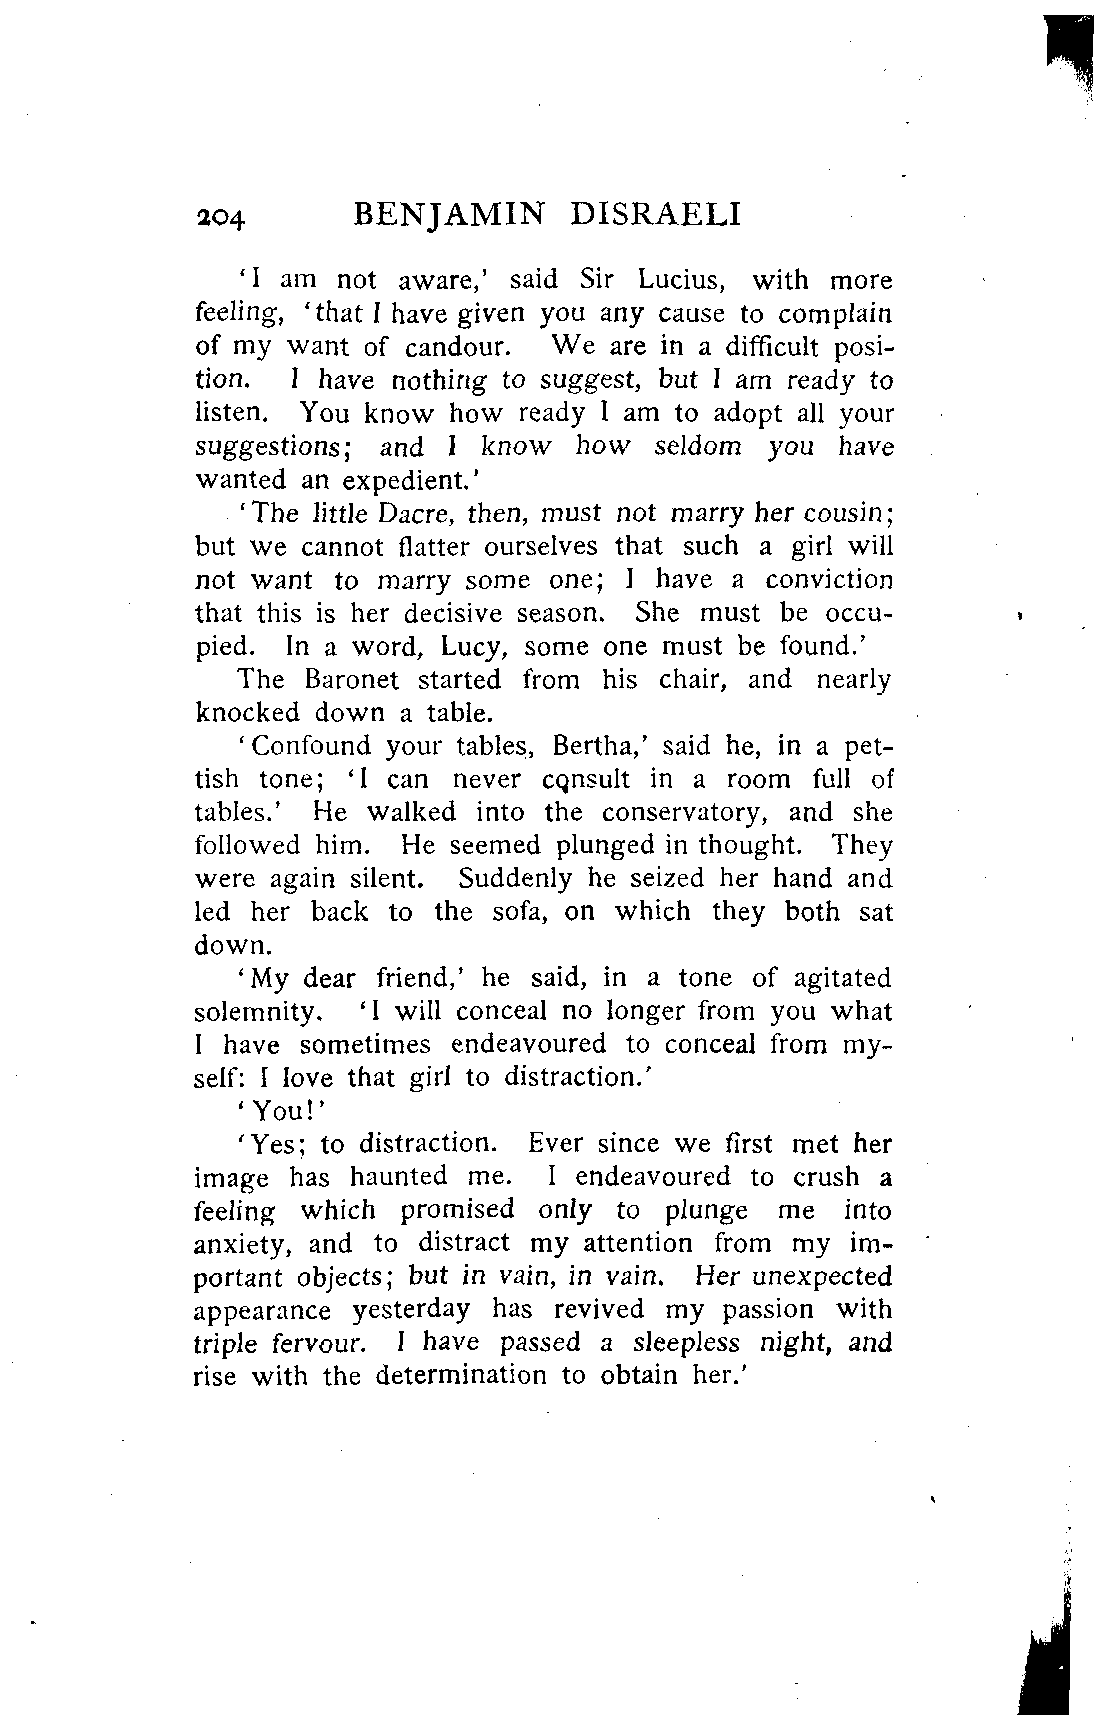 204 BENJAMIN DISRAELI
'I am not aware,' said Sir Lucius, with more
feeling, 'that I have given you any cause to complain
of my want of candour. We are in a difficult posi-
tion. I have nothing to suggest, but I am ready to
listen. You know how ready I am to adopt all your
suggestions; and I know how seldom you have
wanted an expedient.'
'The little Dacre, then, must not marry her cousin;
but we cannot flatter ourselves that such a girl will
not want to marry some one; I have a conviction
that this is her decisive season. She must be occu-
pied. In a word, Lucy, some one must be found.'
The Baronet started from his chair, and nearly
knocked down a table.
'Confound your tables, Bertha,' said he, in a pet-
tish tone; 'I can never consult in a room full of
tables.' He walked into the conservatory, and she
followed him. He seemed plunged in thought. They
were again silent. Suddenly he seized her hand and
led her back to the sofa, on which they both sat
down.
'My dear friend,' he said, in a tone of agitated
solemnity. 'I will conceal no longer from you what
I have sometimes endeavoured to conceal from my-
self: I love that girl to distraction.'
'You!'
'Yes; to distraction. Ever since we first met her
image has haunted me. I endeavoured to crush a
feeling which promised only to plunge me into
anxiety, and to distract my attention from my im-
portant objects; but in vain, in vain. Her unexpected
appearance yesterday has revived my passion with
triple fervour. I have passed a sleepless night, and
rise with the determination to obtain her.'